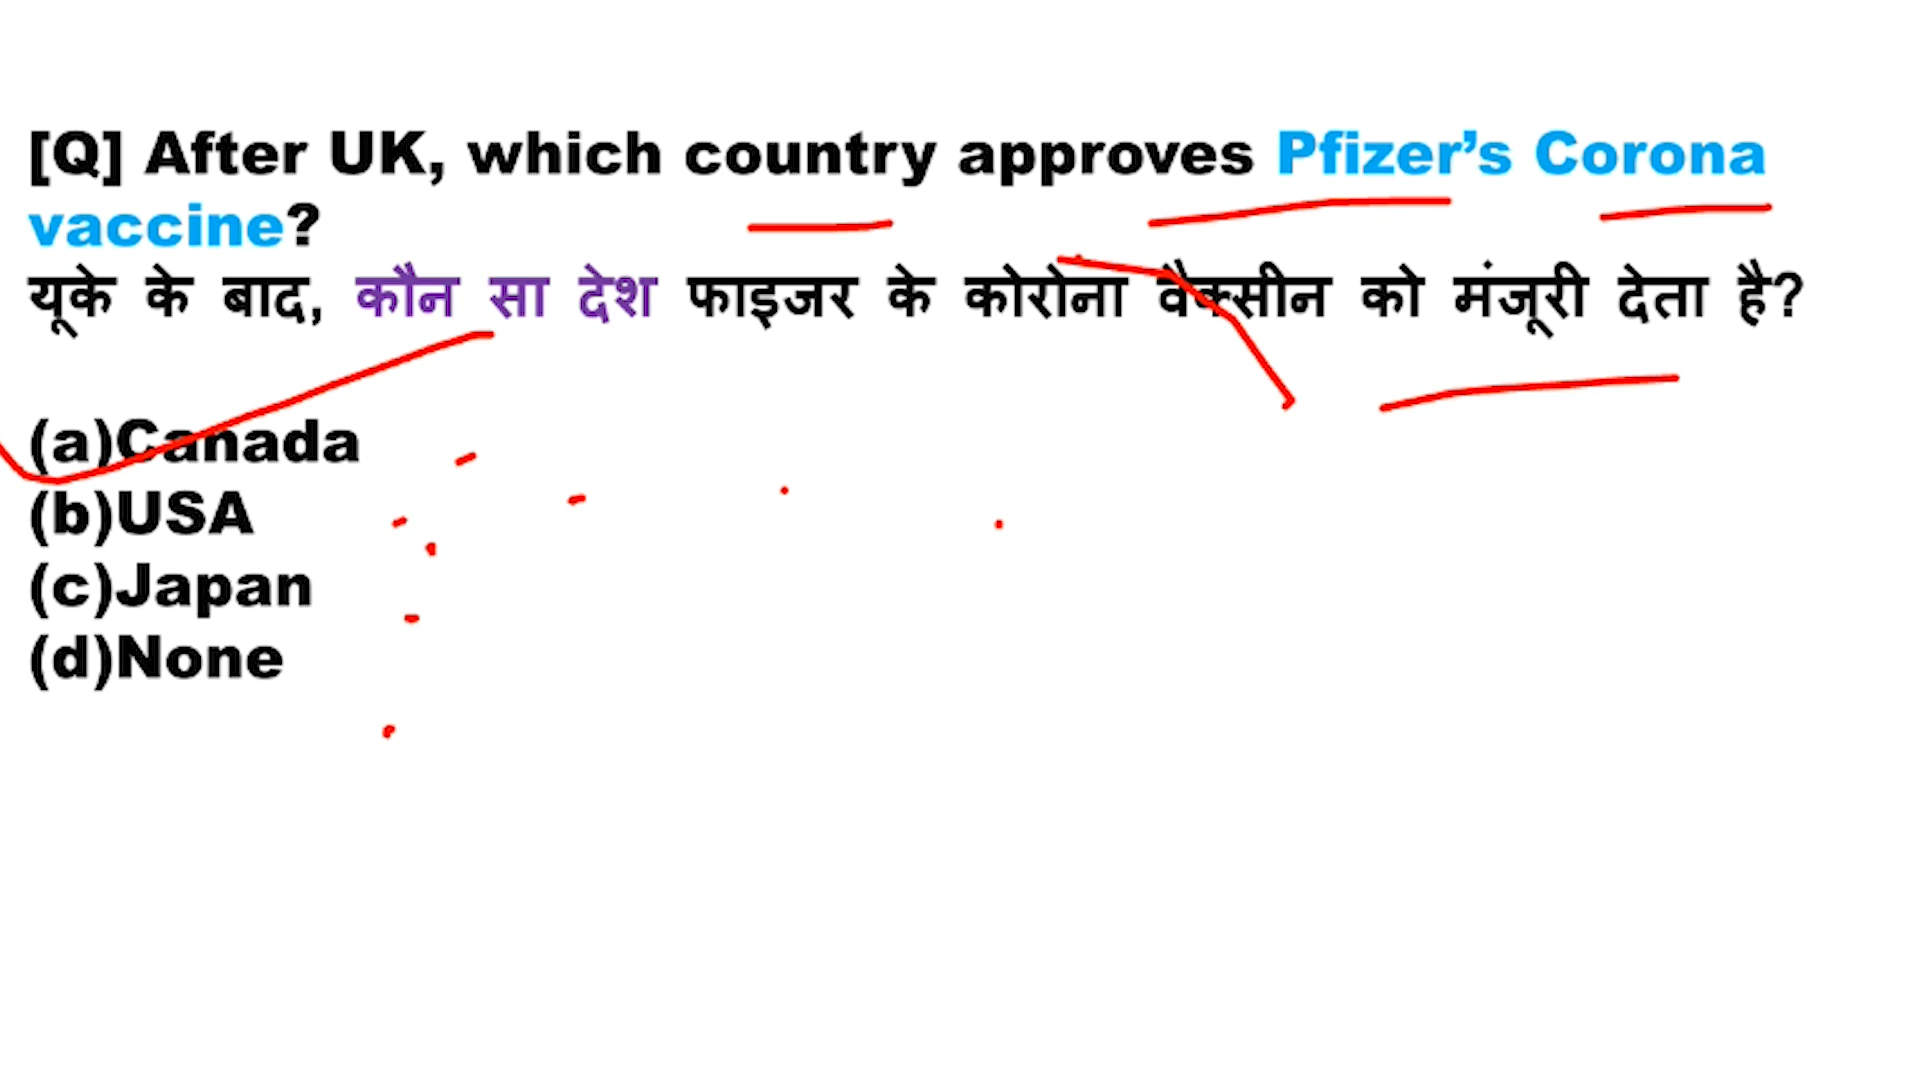 [Q] After UK, which country approves Pfizer’s Corona
vaccine?
यूके के बाद, कौन सा देश फाइजर के कोरोना वैक्सीन को मंजूरी देता है?
(a)Canada
(b)USA
(c)Japan
(d)None